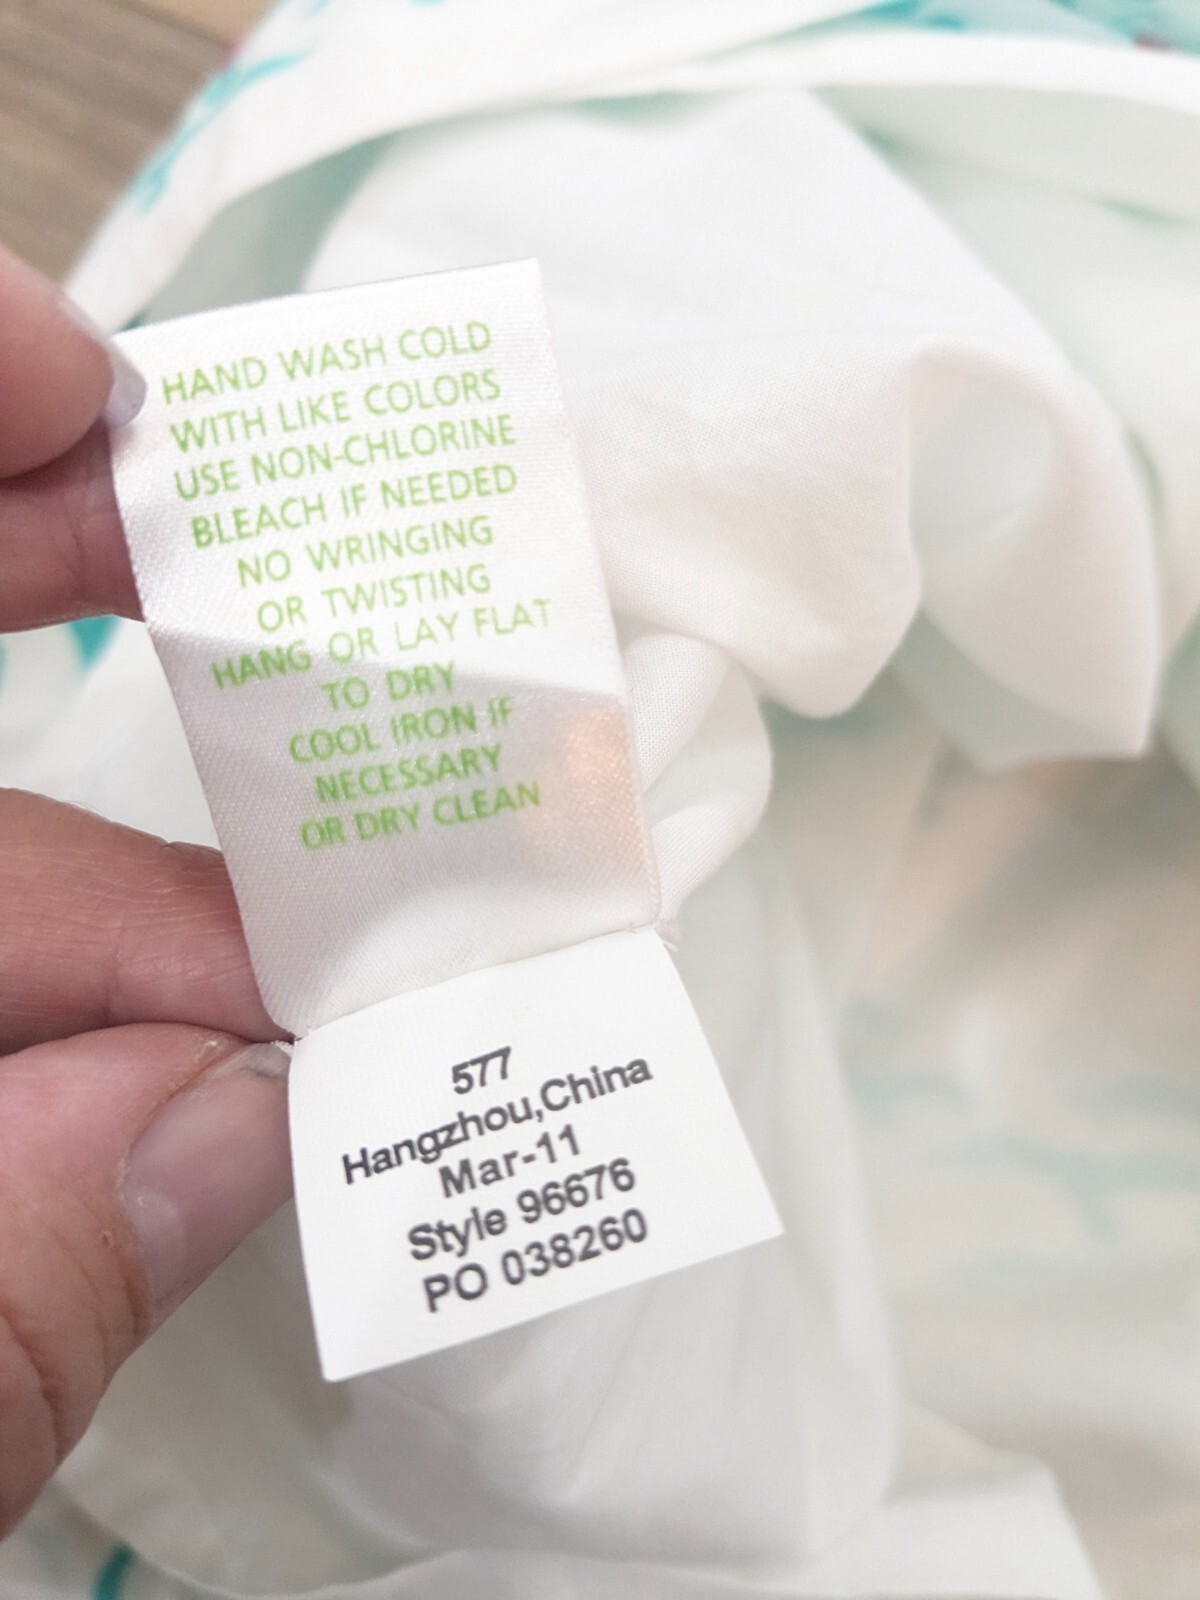 HAND WASH COLD
WITH LIKE COLORS
USE NON-CHLORINE
BLEACH IF NEEDED
NO WRINGING
OR TWISTING
HANG OR LAY FLAT
TO DRY
COOL IRON IF
NECESSARY
OR DRY CLEAN
577
Hangzhou,China
Mar-11
Style 96676
PO 038260